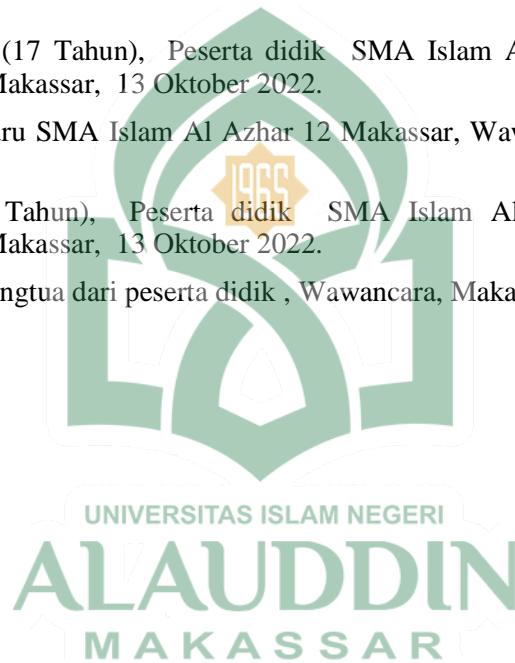 (17 Tahun), Peserta didik SMA Islam A
Makassar, 13 Oktober 2022.
ru SMA Islam Al Azhar 12 Makassar, Wa
1965
Tahun), Peserta didik SMA Islam Al
Makassar, 13 Oktober 2022.
ngtua dari peserta didik , Wawancara, Maka
UNIVERSITAS ISLAM NEGERI
ALAUDDIN
MAKASSAR